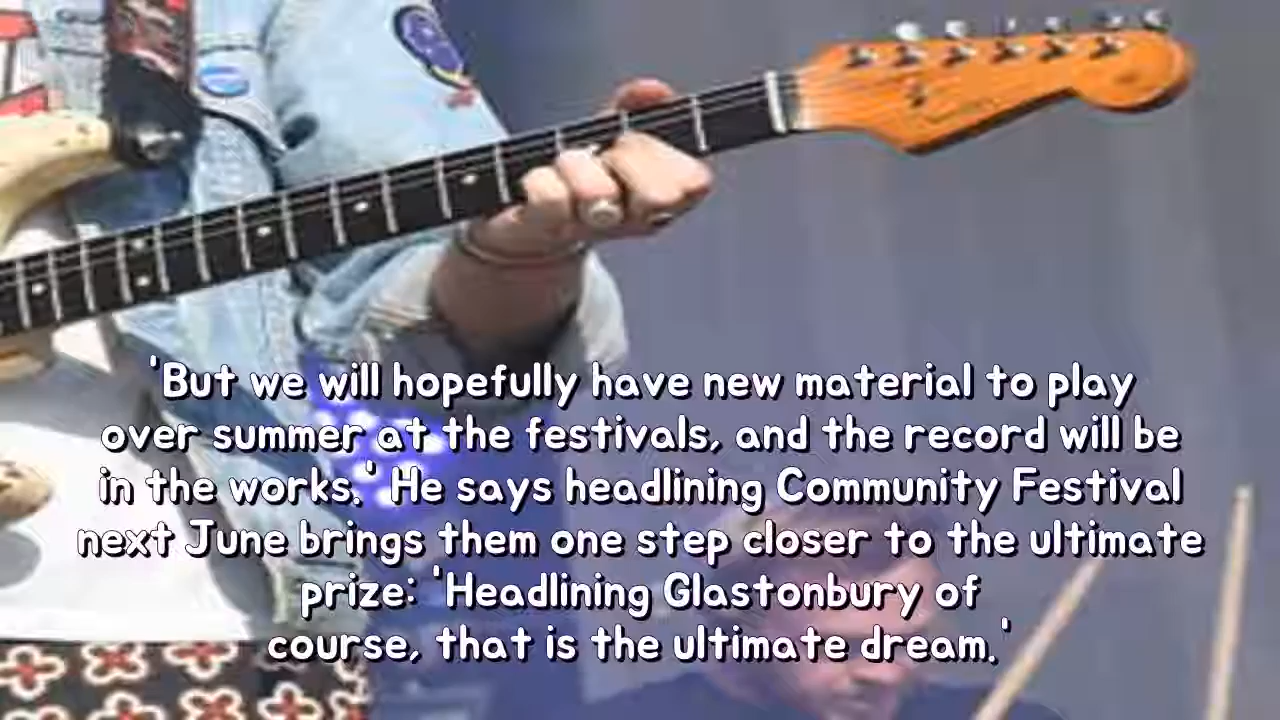 'But we will hopefully have new material to play
over summer at the festivals, and the record will be
in the works.' He says headlining Community Festival
next June brings them one step closer to the ultimate
prize: 'Headlining Glastonbury of
course, that is the ultimate dream.'